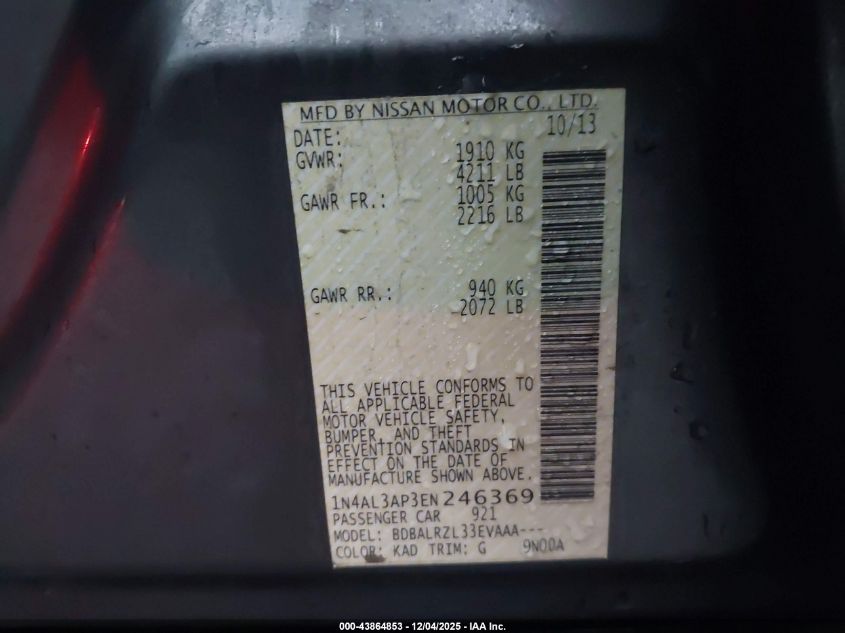 MFD BY NISSAN MOTOR CO., LTD.
DATE: 10/13
GVWR: 1910 KG
4211 LB
GAWR FR.: 1005 KG
2216 LB
GAWR RR.: 940 KG
2072 LB
THIS VEHICLE CONFORMS TO
ALL APPLICABLE FEDERAL
MOTOR VEHICLE SAFETY,
BUMPER, AND THEFT
PREVENTION STANDARDS IN
EFFECT ON THE DATE OF
MANUFACTURE SHOWN ABOVE.
1N4AL3AP3EN246369
PASSENGER CAR 921
MODEL: BDBALRZL33EVAAA---
COLOR: KAD TRIM: G 9N00A
000-43864853 - 12/04/2025 - IAA Inc.